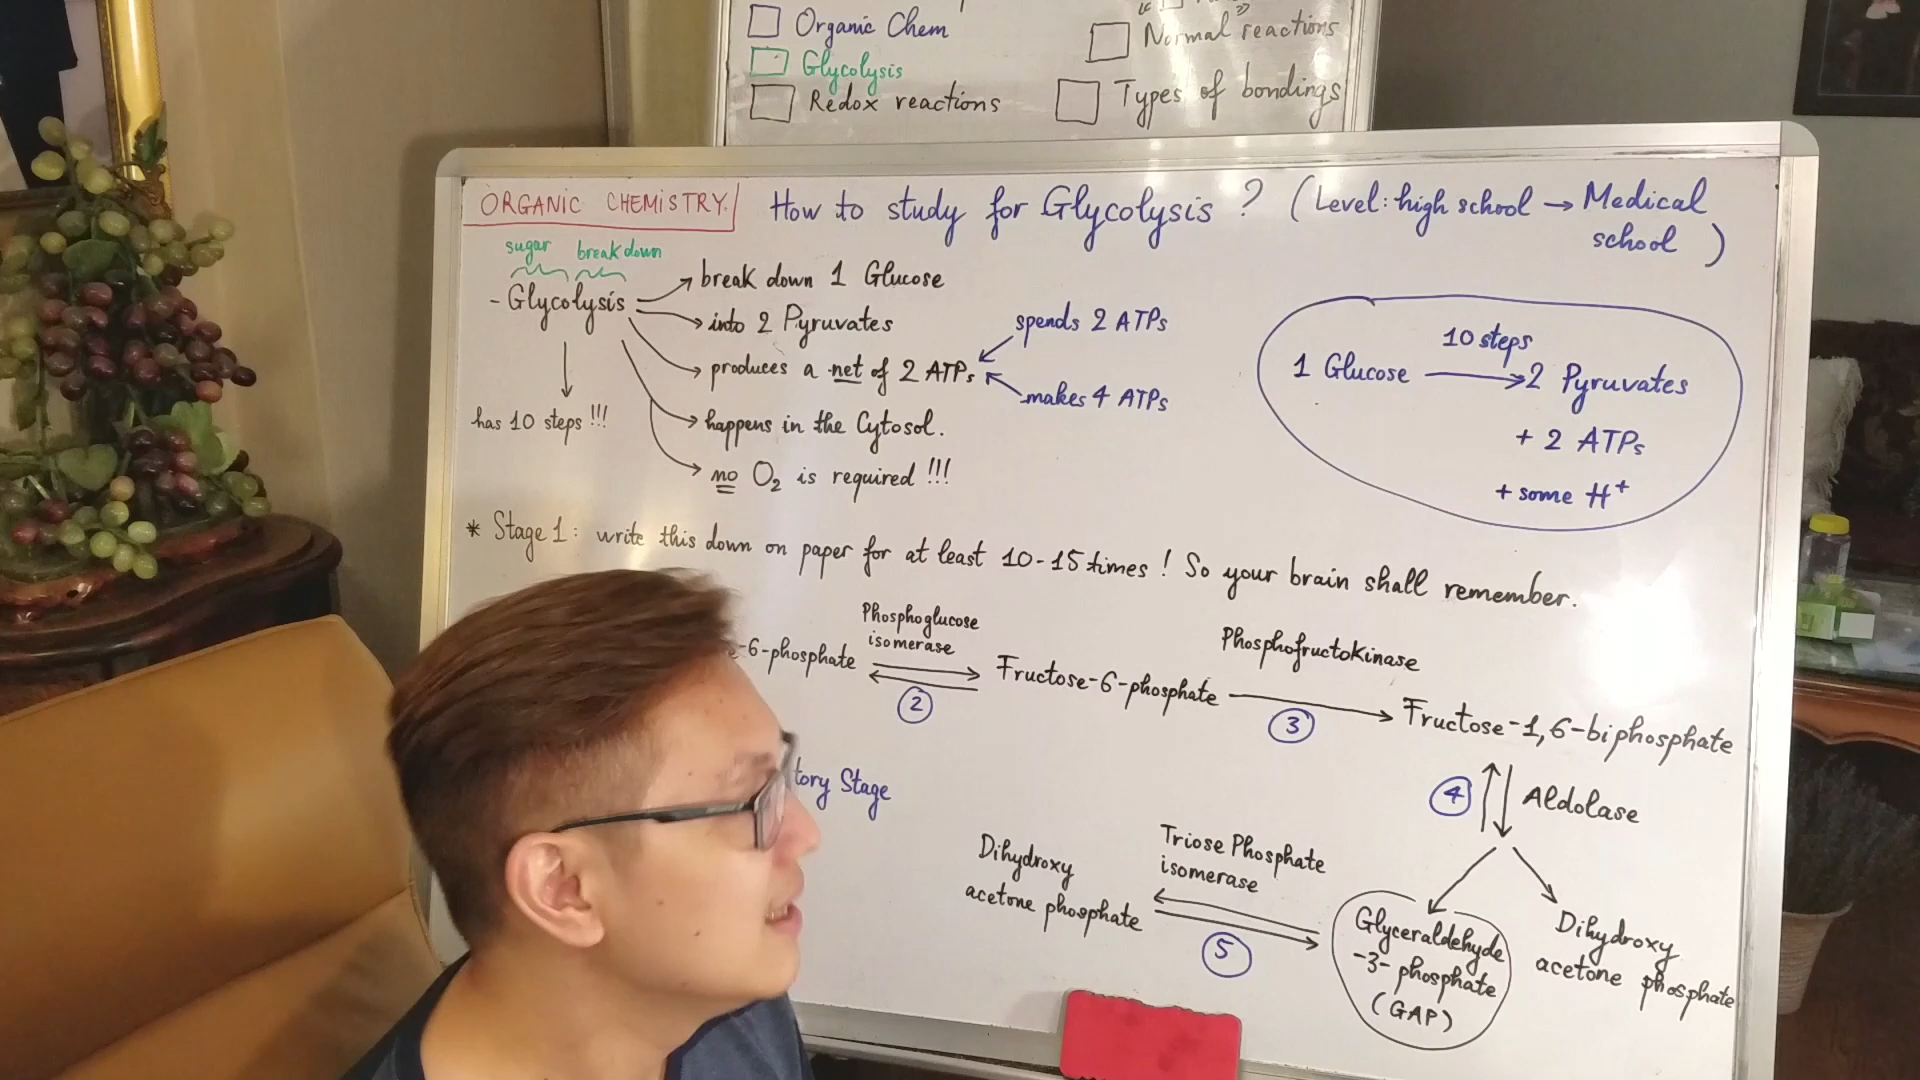 Organic Chem
Normal reactions
Glycolysis
Redox reactions
Types of bondings
ORGANIC CHEMISTRY.
How to study for Glycolysis ? (Level: high school → Medical
school )
sugar break down
- Glycolysis
has 10 steps !!!
break down 1 Glucose
into 2 Pyruvates
produces a net of 2 ATPs
spends 2 ATPs
makes 4 ATPs
happens in the Cytosol.
no O₂ is required !!!
10 steps
1 Glucose → 2 Pyruvates
+ 2 ATPs
+ some H⁺
* Stage 1: write this down on paper for at least 10-15 times ! So your brain shall remember.
e-6-phosphate
Phosphoglucose
isomerase
2
Fructose-6-phosphate
Phosphofructokinase
3
Fructose-1,6-biphosphate
4
Aldolase
tory Stage
Dihydroxy
acetone phosphate
Triose Phosphate
isomerase
5
Glyceraldehyde
-3-phosphate
(GAP)
Dihydroxy
acetone phosphate